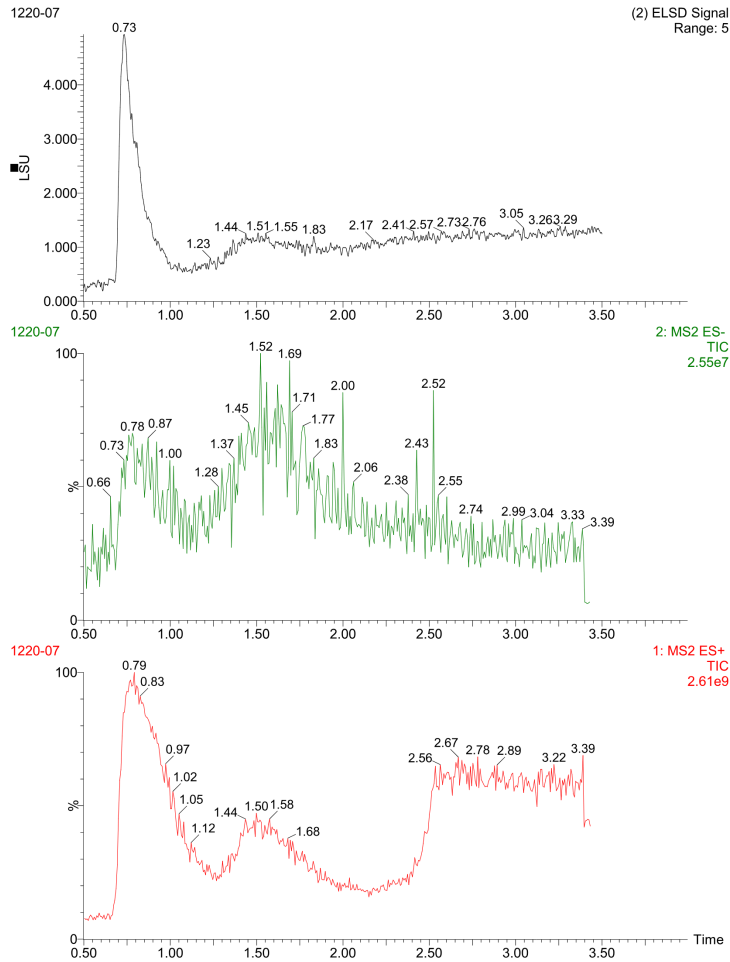 1220-07
(2) ELSD Signal
Range: 5
0.73
4.000
3.000
LSU
2.000
1.44 1.51 1.55 1.83 2.17 2.41 2.57 2.73 2.76 3.05 3.26 3.29
1.23
1.000
0.000
0.50 1.00 1.50 2.00 2.50 3.00 3.50
1220-07
2: MS2 ES-
TIC
2.55e7
100
1.52 1.69
2.00 2.52
1.71
1.45
0.78 0.87 1.77
0.73 1.00 1.37 1.83 2.43
1.28 2.06
0.66 2.38 2.55
%
2.74 2.99 3.04 3.33 3.39
0
0.50 1.00 1.50 2.00 2.50 3.00 3.50
1220-07
1: MS2 ES+
TIC
2.61e9
100
0.79
0.83
0.97 2.56 2.67 2.78 2.89 3.22 3.39
1.02
%
1.05 1.44 1.50 1.58
1.12 1.68
0
Time
0.50 1.00 1.50 2.00 2.50 3.00 3.50